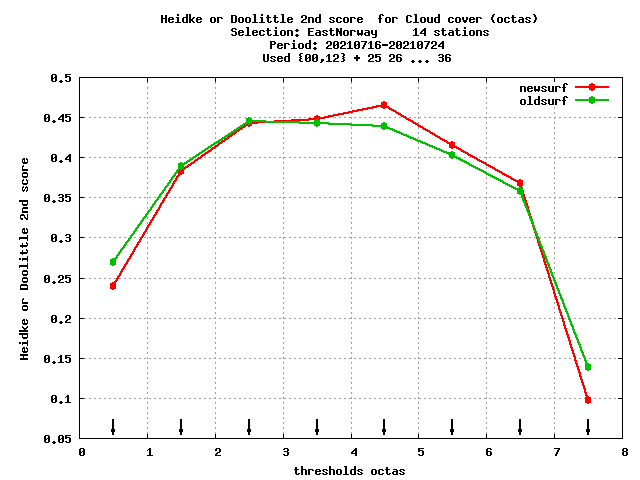 Heidke or Doolittle 2nd score  for Cloud cover (octas)
Selection: EastNorway     14 stations
Period: 20210716-20210724
Used {00,12} + 25 26 ... 36
newsurf
oldsurf
Heidke or Doolittle 2nd score
0.5
0.45
0.4
0.35
0.3
0.25
0.2
0.15
0.1
0.05
0 1 2 3 4 5 6 7 8
thresholds octas